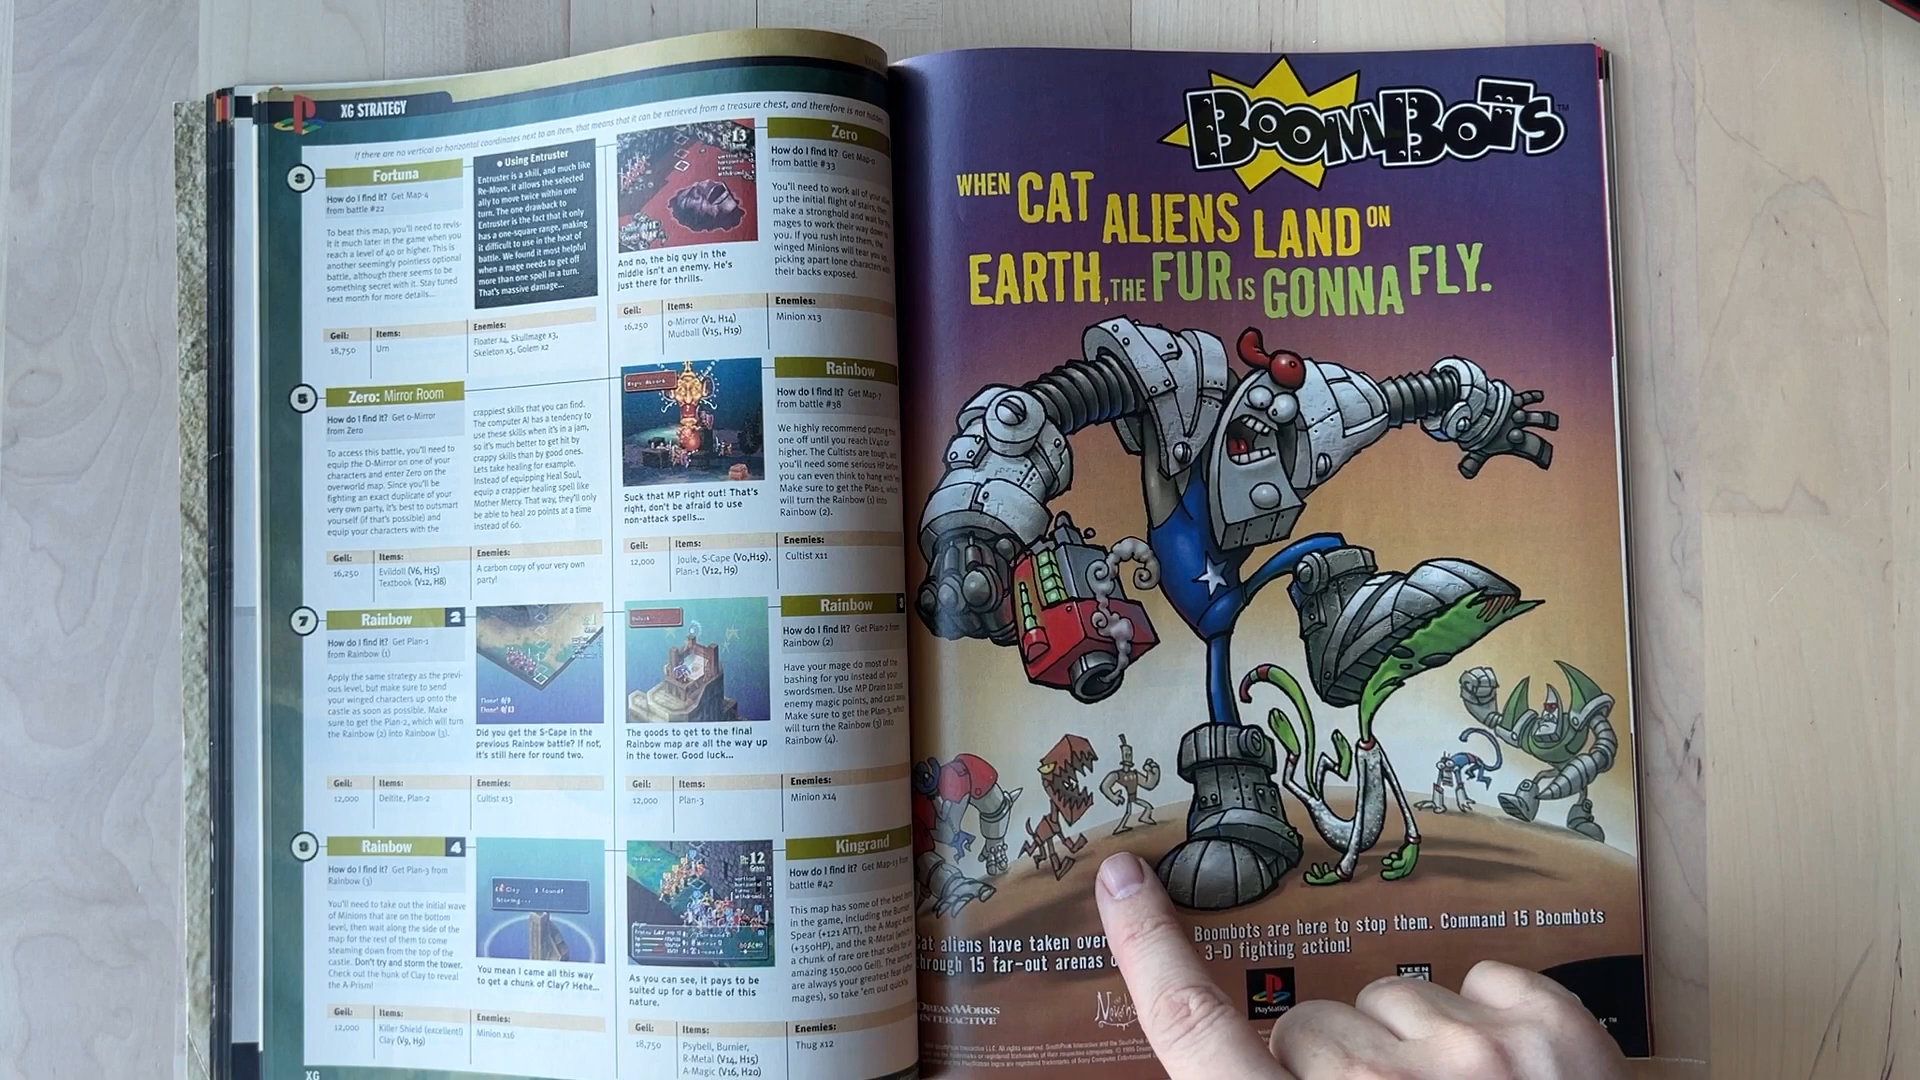 XG STRATEGY
If there are no vertical or horizontal coordinates next to an item, that means that it can be retrieved from a treasure chest, and therefore is not hidden
3
Fortuna
How do I find it? Get Map-4
from battle #22
To beat this map, you'll need to revis-
it it much later in the game when you
reach a level of 40 or higher. This is
another seemingly pointless optional
battle, although there seems to be
something secret with it. Stay tuned
next month for more details...
Geil:
18,750
Items:
Urn
Enemies:
Floater x4, Skullmage x3,
Skeleton x5, Golem x2
• Using Entruster
Entruster is a skill, and much like
Re-Move, it allows the selected
ally to move twice within one
turn. The one drawback to
Entruster is the fact that it only
has a one-square range, making
it difficult to use in the heat of
battle. We found it most helpful
when a mage needs to get off
more than one spell in a turn.
That's massive damage...
13
And no, the big guy in the
middle isn't an enemy. He's
just there for thrills.
Zero
How do I find it? Get Map-0
from battle #33
You'll need to work all of your
up the initial flight of stairs,
make a stronghold and wait for
mages to work their way down
you. If you rush into them, the
winged Minions will tear you up,
picking apart lone characters
their backs exposed.
Geil:
16,250
Items:
0-Mirror (V1, H14)
Mudball (V15, H19)
Enemies:
Minion x13
5
Zero: Mirror Room
How do I find it? Get 0-Mirror
from Zero
To access this battle, you'll need to
equip the O-Mirror on one of your
characters and enter Zero on the
overworld map. Since you'll be
fighting an exact duplicate of your
very own party, it's best to outsmart
yourself (if that's possible) and
equip your characters with the
crappiest skills that you can find.
The computer AI has a tendency to
use these skills when it's in a jam,
so it's much better to get hit by
crappy skills than by good ones.
Lets take healing for example.
Instead of equipping Heal Soul,
equip a crappier healing spell like
Mother Mercy. That way, they'll only
be able to heal 20 points at a time
instead of 60.
Geil:
16,250
Items:
Evildoll (V6, H15)
Textbook (V12, H8)
Enemies:
A carbon copy of your very own
party!
Suck that MP right out! That's
right, don't be afraid to use
non-attack spells...
Rainbow
How do I find it? Get Map-7
from battle #38
We highly recommend putting this
one off until you reach LV40 or
higher. The Cultists are tough, and
you'll need some serious HP before
you can even think to hang with
Make sure to get the Plan-1, which
will turn the Rainbow (1) into
Rainbow (2).
Geil:
12,000
Items:
Joule, S-Cape (V0,H19),
Plan-1 (V12, H9)
Enemies:
Cultist x11
7
Rainbow 2
How do I find it? Get Plan-1
from Rainbow (1)
Apply the same strategy as the previ-
ous level, but make sure to send
your winged characters up onto the
castle as soon as possible. Make
sure to get the Plan-2, which will turn
the Rainbow (2) into Rainbow (3).
Did you get the S-Cape in the
previous Rainbow battle? If not,
it's still here for round two.
Geil:
12,000
Items:
Deltite, Plan-2
Enemies:
Cultist x13
The goods to get to the final
Rainbow map are all the way up
in the tower. Good luck...
Rainbow 3
How do I find it? Get Plan-2 from
Rainbow (2)
Have your mage do most of the
bashing for you instead of your
swordsmen. Use MP Drain to steal
enemy magic points, and cast away.
Make sure to get the Plan-3, which
will turn the Rainbow (3) into
Rainbow (4).
Geil:
12,000
Items:
Plan-3
Enemies:
Minion x14
9
Rainbow 4
How do I find it? Get Plan-3 from
Rainbow (3)
You'll need to take out the initial wave
of Minions that are on the bottom
level, then wait along the side of the
map for the rest of them to come
steaming down from the top of the
castle. Don't try and storm the tower.
Check out the hunk of Clay to reveal
the A-Prism!
You mean I came all this way
to get a chunk of Clay? Hehe...
Geil:
12,000
Items:
Killer Shield (excellent!)
Clay (V9, H9)
Enemies:
Minion x16
12
As you can see, it pays to be
suited up for a battle of this
nature.
Kingrand
How do I find it? Get Map-13 from
battle #42
This map has some of the best items
in the game, including the Burnier
Spear (+121 ATT), the A-Magic
(+350HP), and the R-Metal (which is
a chunk of rare ore that sells for an
amazing 150,000 Geil). The archers
are always your greatest fear (after
mages), so take 'em out quickly.
Geil:
18,750
Items:
Psybell, Burnier,
R-Metal (V14, H15)
A-Magic (V16, H20)
Enemies:
Thug x12
XG
BOOMBOTS™
WHEN CAT ALIENS LAND ON
EARTH, THE FUR IS GONNA FLY.
Cat aliens have taken over Boombots are here to stop them. Command 15 Boombots
through 15 far-out arenas 3-D fighting action!
DREAMWORKS
INTERACTIVE
PlayStation
TEEN